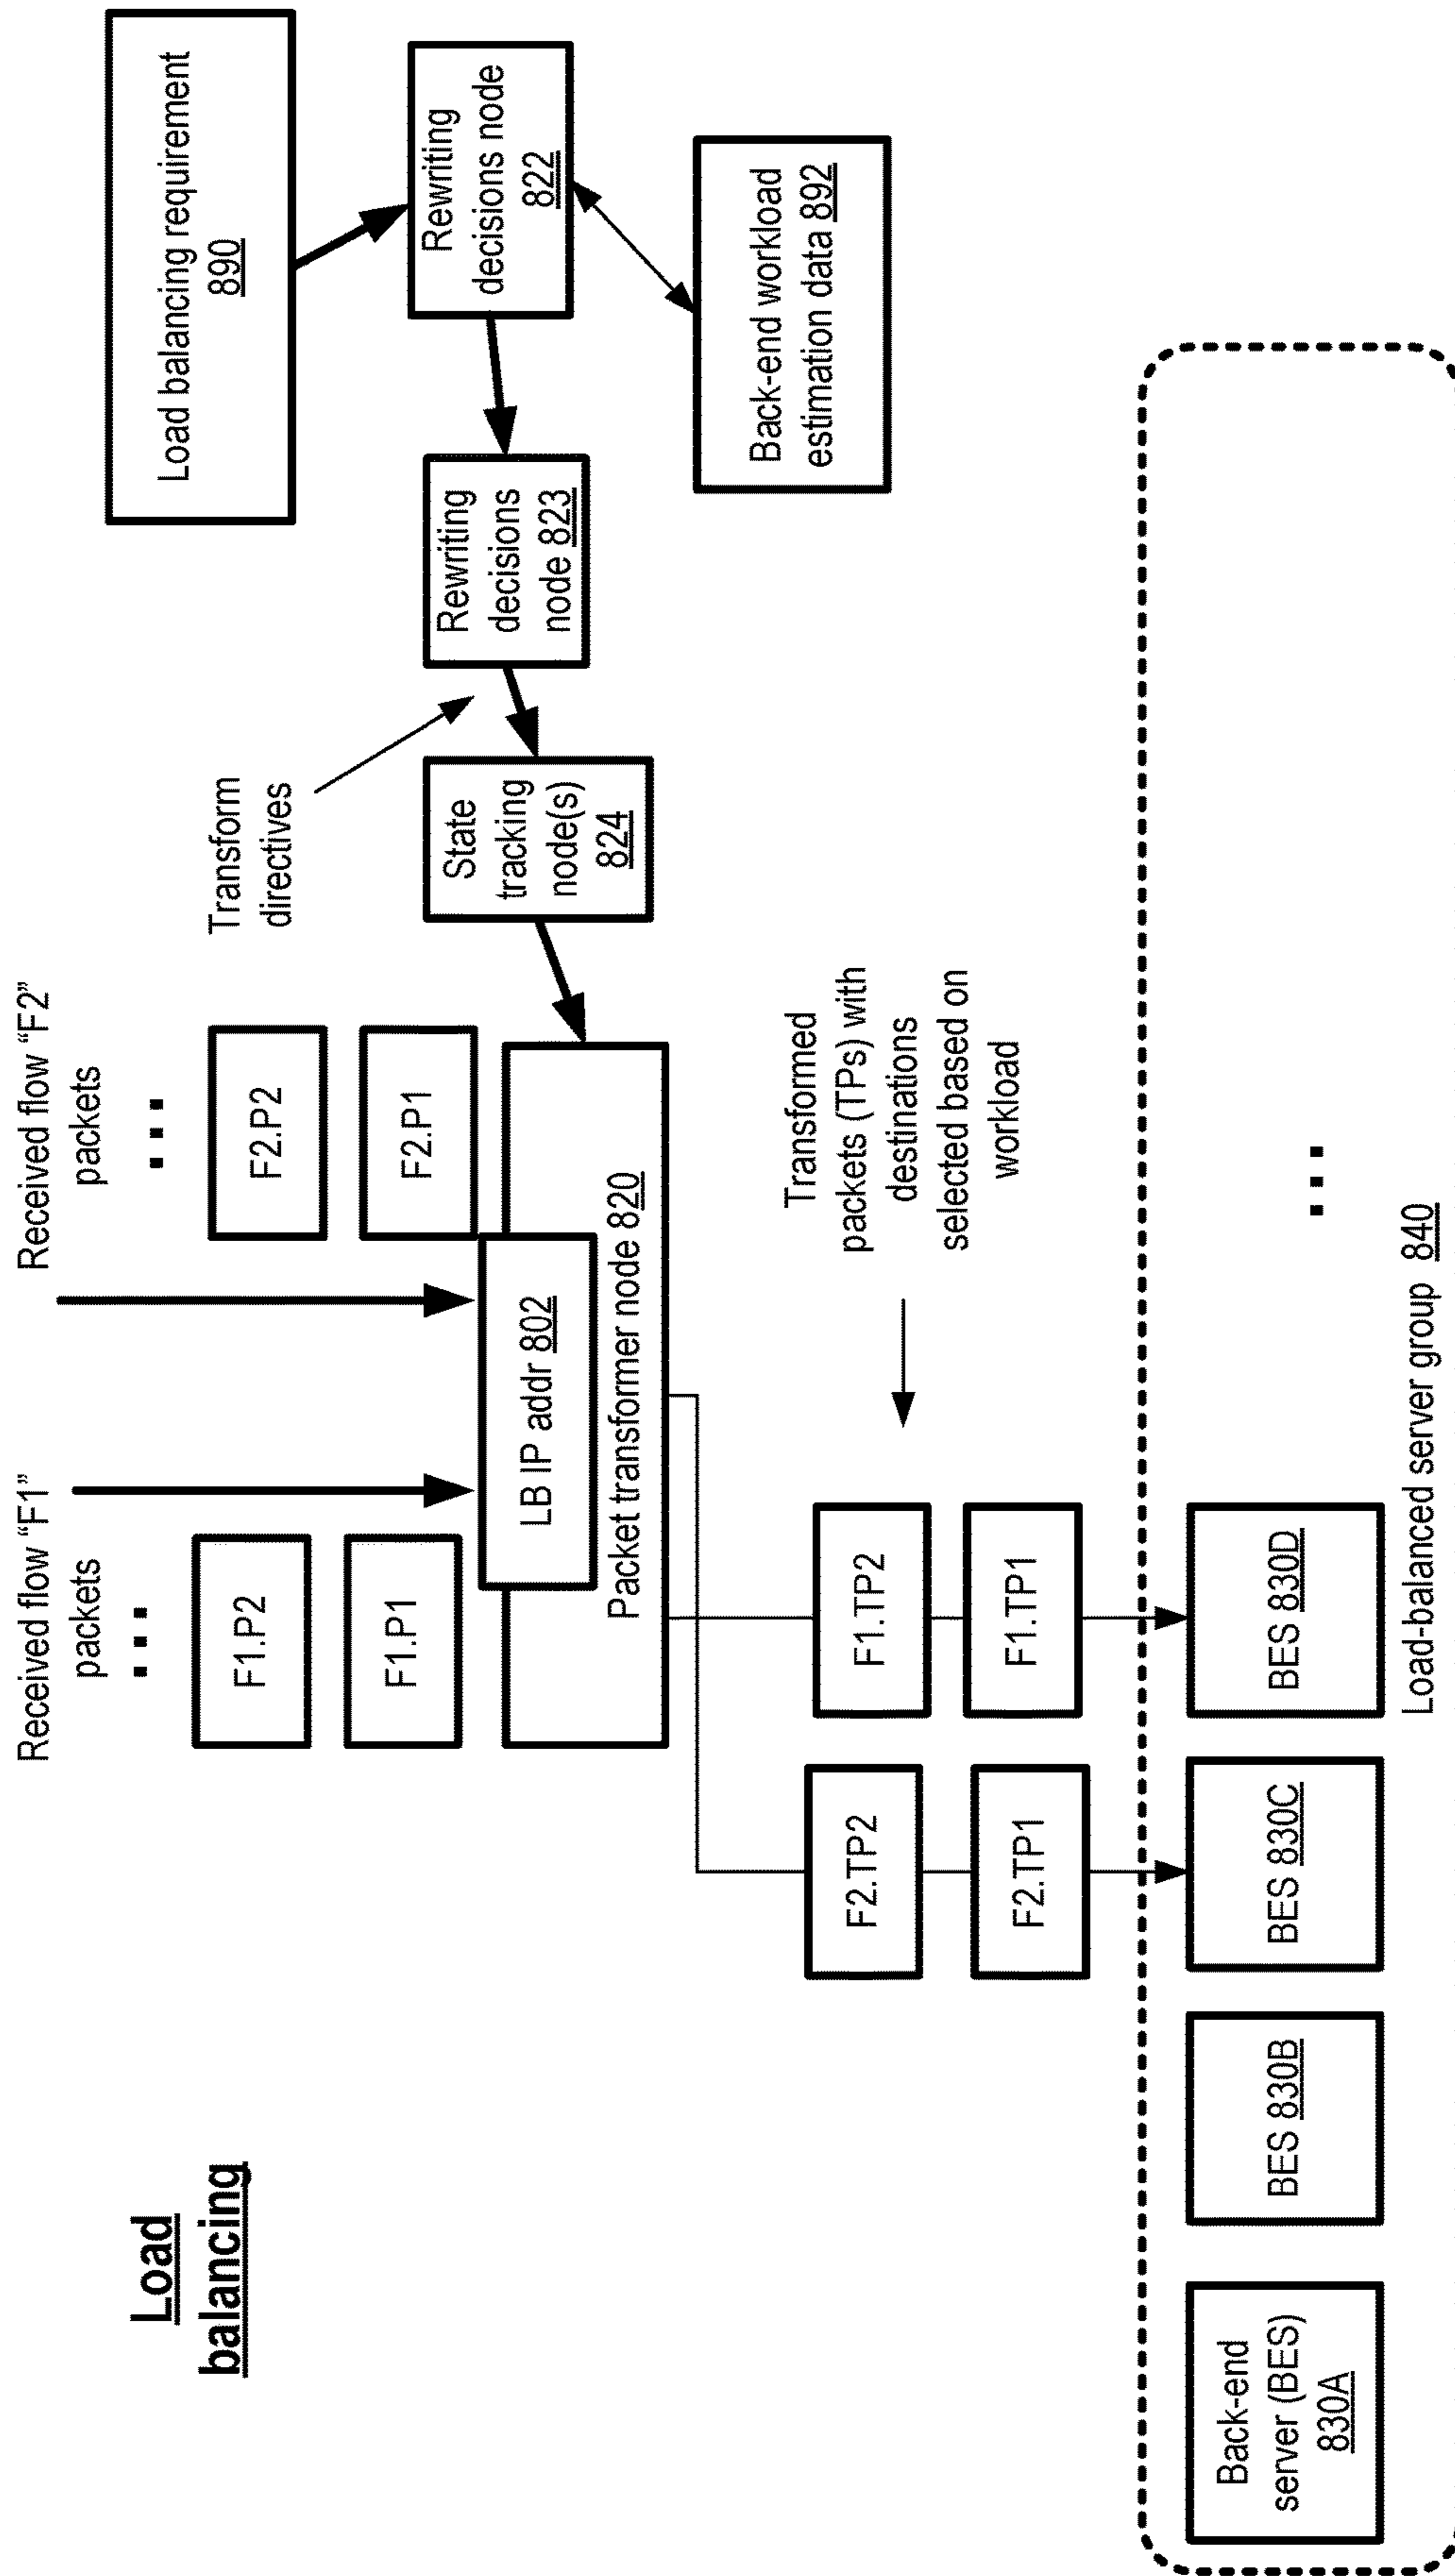 Load
balancing
Received flow “F1”
packets
...
F1.P2
F1.P1
Received flow “F2”
packets
...
F2.P2
F2.P1
LB IP addr 802
Packet transformer node 820
Transform
directives
State
tracking
node(s)
824
Rewriting
decisions
node 823
Rewriting
decisions node
822
Load balancing requirement
890
Back-end workload
estimation data 892
F2.TP2
F2.TP1
F1.TP2
F1.TP1
Transformed
packets (TPs) with
destinations
selected based on
workload
Back-end
server (BES)
830A
BES 830B
BES 830C
BES 830D
...
Load-balanced server group 840